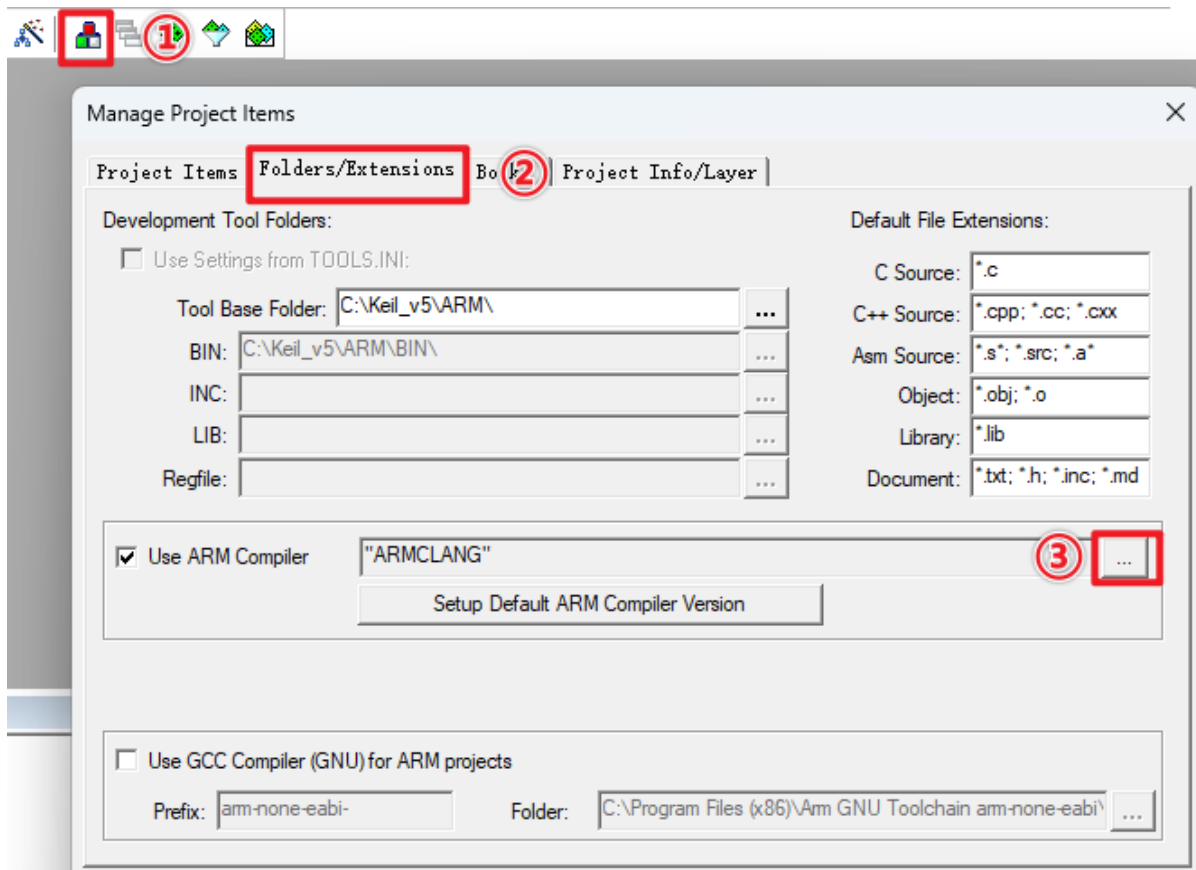 ①
Manage Project Items
Project Items Folders/Extensions ② Project Info/Layer
Development Tool Folders:
Default File Extensions:
Use Settings from TOOLS.INI:
C Source: *.c
Tool Base Folder: C:\Keil_v5\ARM\ ...
C++ Source: *.cpp; *.cc; *.cxx
BIN: C:\Keil_v5\ARM\BIN\ ...
Asm Source: *.s*; *.src; *.a*
INC: ...
Object: *.obj; *.o
LIB: ...
Library: *.lib
Regfile: ...
Document: *.txt; *.h; *.inc; *.md
Use ARM Compiler "ARMCLANG" ③ ...
Setup Default ARM Compiler Version
Use GCC Compiler (GNU) for ARM projects
Prefix: arm-none-eabi- Folder: C:\Program Files (x86)\Arm GNU Toolchain arm-none-eabi\ ...